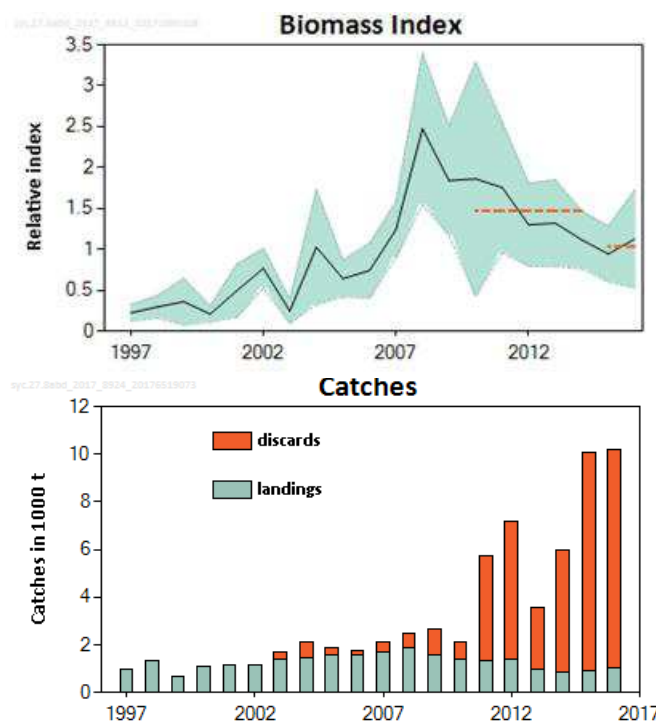 Biomass Index
3.5
3
2.5
2
1.5
1
0.5
0
Relative index
1997 2002 2007 2012
Catches
12
10
8
6
4
2
0
Catches in 1000 t
discards
landings
1997 2002 2007 2012 2017